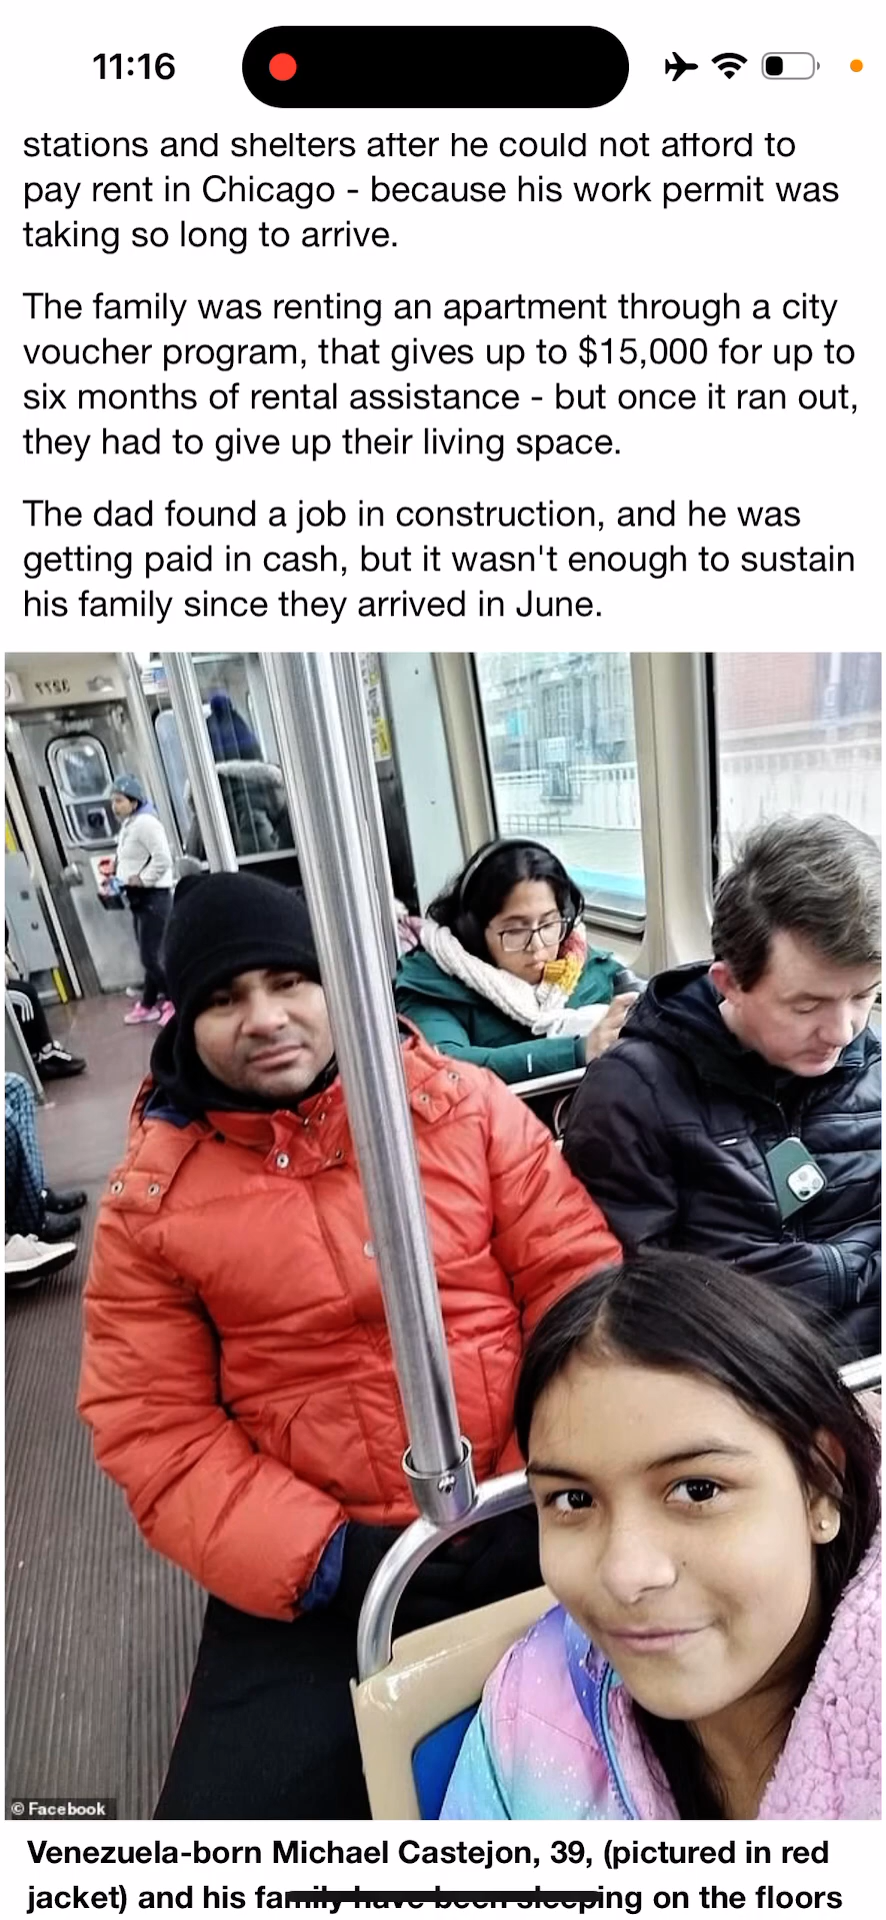 11:16
stations and shelters after he could not afford to
pay rent in Chicago - because his work permit was
taking so long to arrive.
The family was renting an apartment through a city
voucher program, that gives up to $15,000 for up to
six months of rental assistance - but once it ran out,
they had to give up their living space.
The dad found a job in construction, and he was
getting paid in cash, but it wasn't enough to sustain
his family since they arrived in June.
© Facebook
Venezuela-born Michael Castejon, 39, (pictured in red
jacket) and his family have been sleeping on the floors